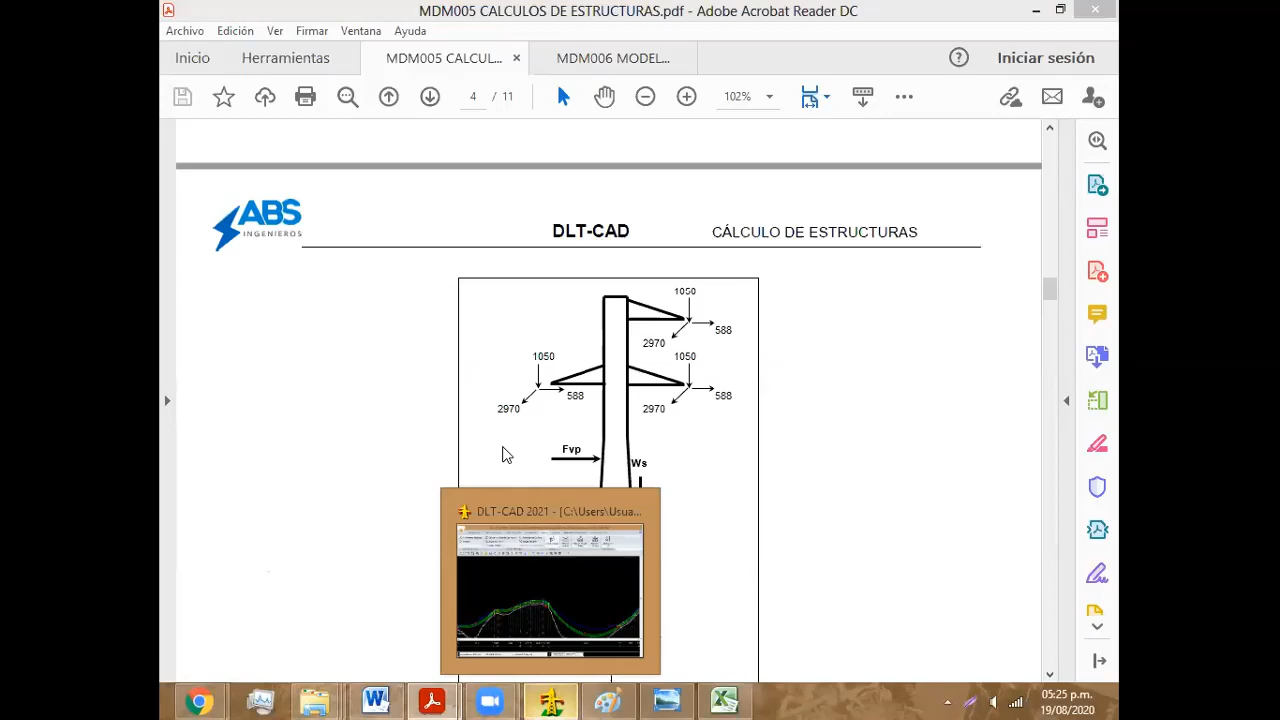 MDM005 CALCULOS DE ESTRUCTURAS.pdf - Adobe Acrobat Reader DC
Archivo Edición Ver Firmar Ventana Ayuda
Inicio Herramientas MDM005 CALCUL... × MDM006 MODEL... Iniciar sesión
4 / 11 102%
ABS
INGENIEROS
DLT-CAD CÁLCULO DE ESTRUCTURAS
1050
588
2970
1050 1050
588 588
2970 2970
Fvp
Ws
DLT-CAD 2021 - [C:\Users\Usua...
05:25 p.m.
19/08/2020